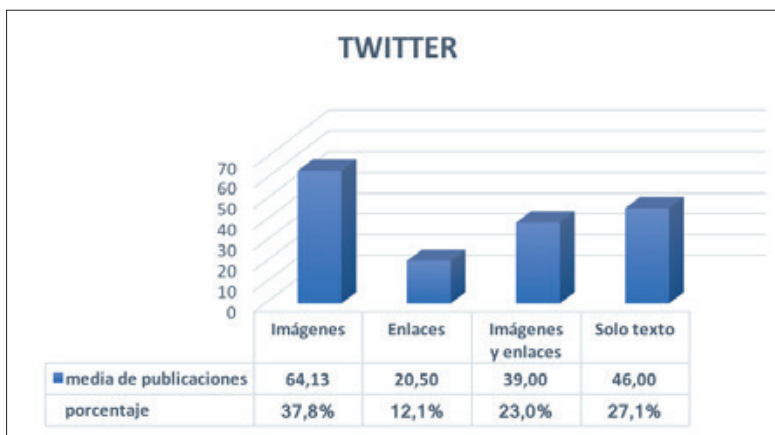 TWITTER
70
60
50
40
30
20
10
0
Imágenes Enlaces Imágenes y enlaces Solo texto
media de publicaciones 64,13 20,50 39,00 46,00
porcentaje 37,8% 12,1% 23,0% 27,1%